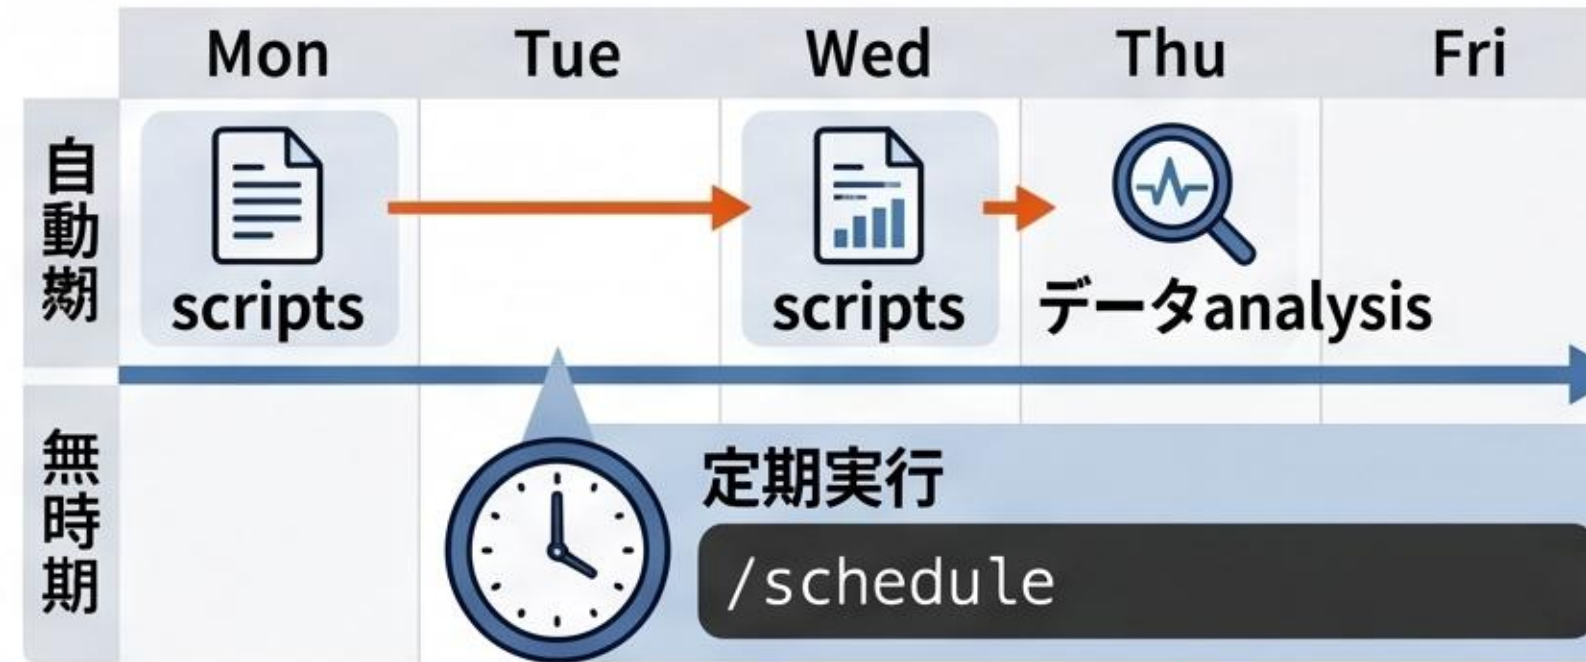 Mon Tue Wed Thu Fri
自動
scripts
scripts
データanalysis
無時期
定期実行
/schedule